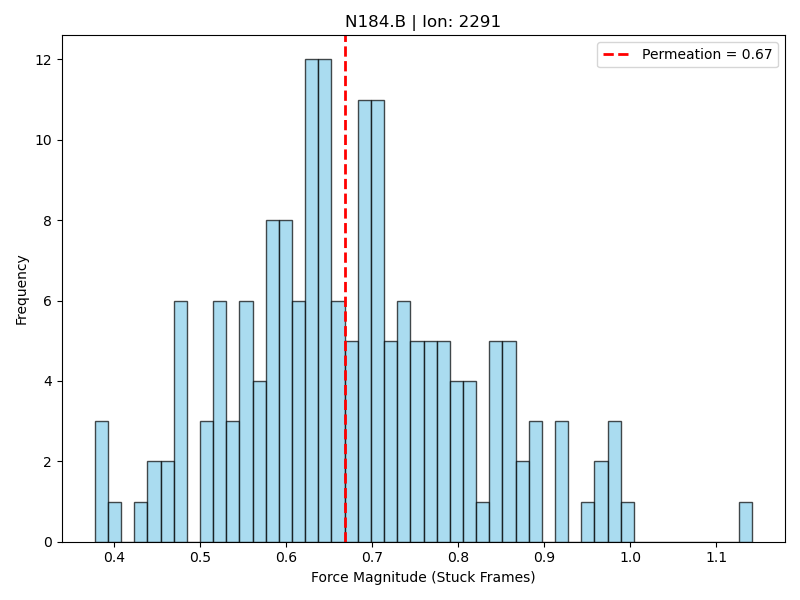 N184.B | Ion: 2291
Permeation = 0.67
Frequency
12
10
8
6
4
2
0
0.4 0.5 0.6 0.7 0.8 0.9 1.0 1.1
Force Magnitude (Stuck Frames)